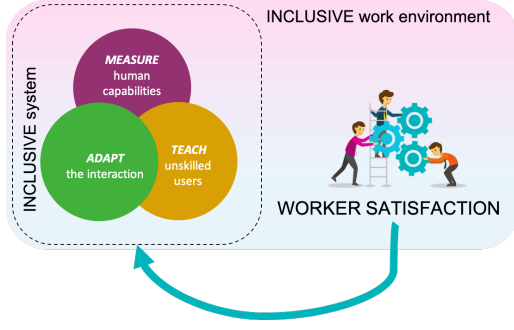 INCLUSIVE work environment
INCLUSIVE system
MEASURE
human
capabilities
ADAPT
the interaction
TEACH
unskilled
users
WORKER SATISFACTION